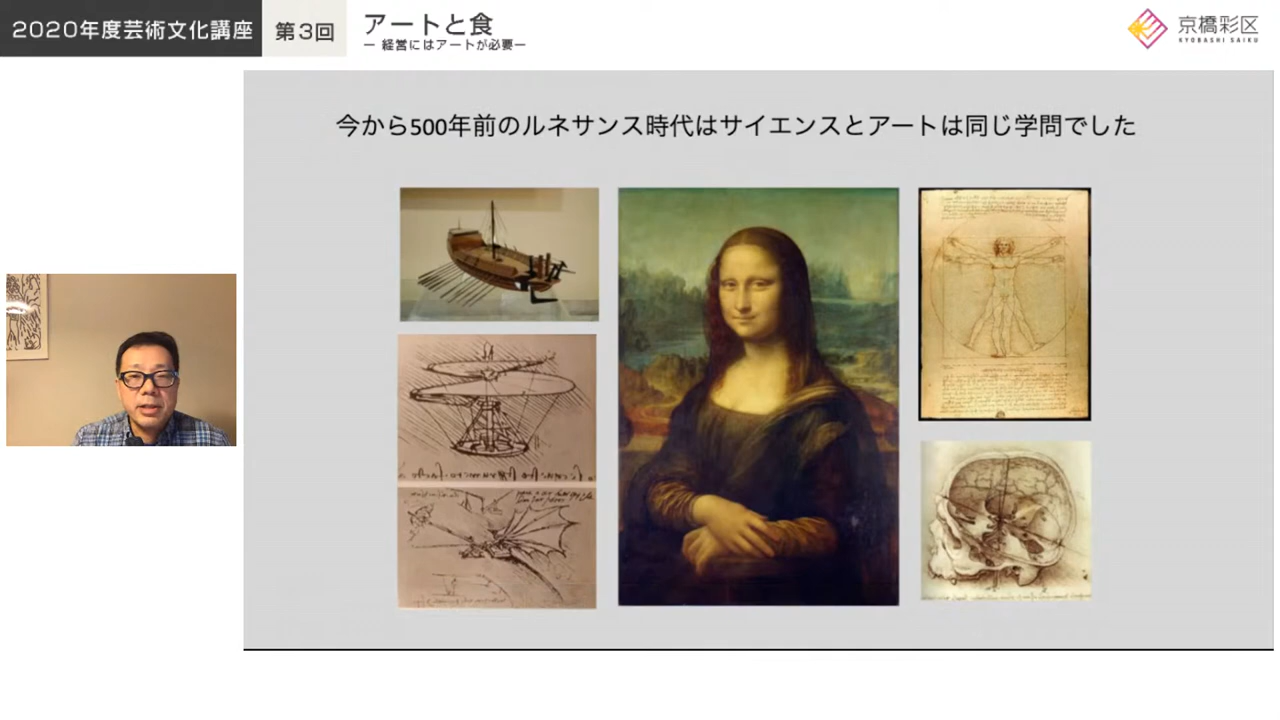 2020年度芸術文化講座
第3回
アートと食
ー 経営にはアートが必要ー
京橋彩区
KYOBASHI SAIKU
今から500年前のルネサンス時代はサイエンスとアートは同じ学問でした